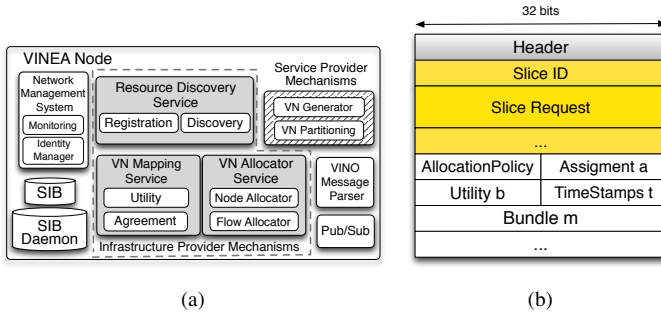 VINEA Node
Network
Management
System
Monitoring
Identity
Manager
SIB
SIB
Daemon
Resource Discovery
Service
Registration
Discovery
Service Provider
Mechanisms
VN Generator
VN Partitioning
VN Mapping
Service
Utility
Agreement
VN Allocator
Service
Node Allocator
Flow Allocator
Infrastructure Provider Mechanisms
VINO
Message
Parser
Pub/Sub
(a)
32 bits
Header
Slice ID
Slice Request
...
AllocationPolicy
Assigment a
Utility b
TimeStamps t
Bundle m
...
(b)